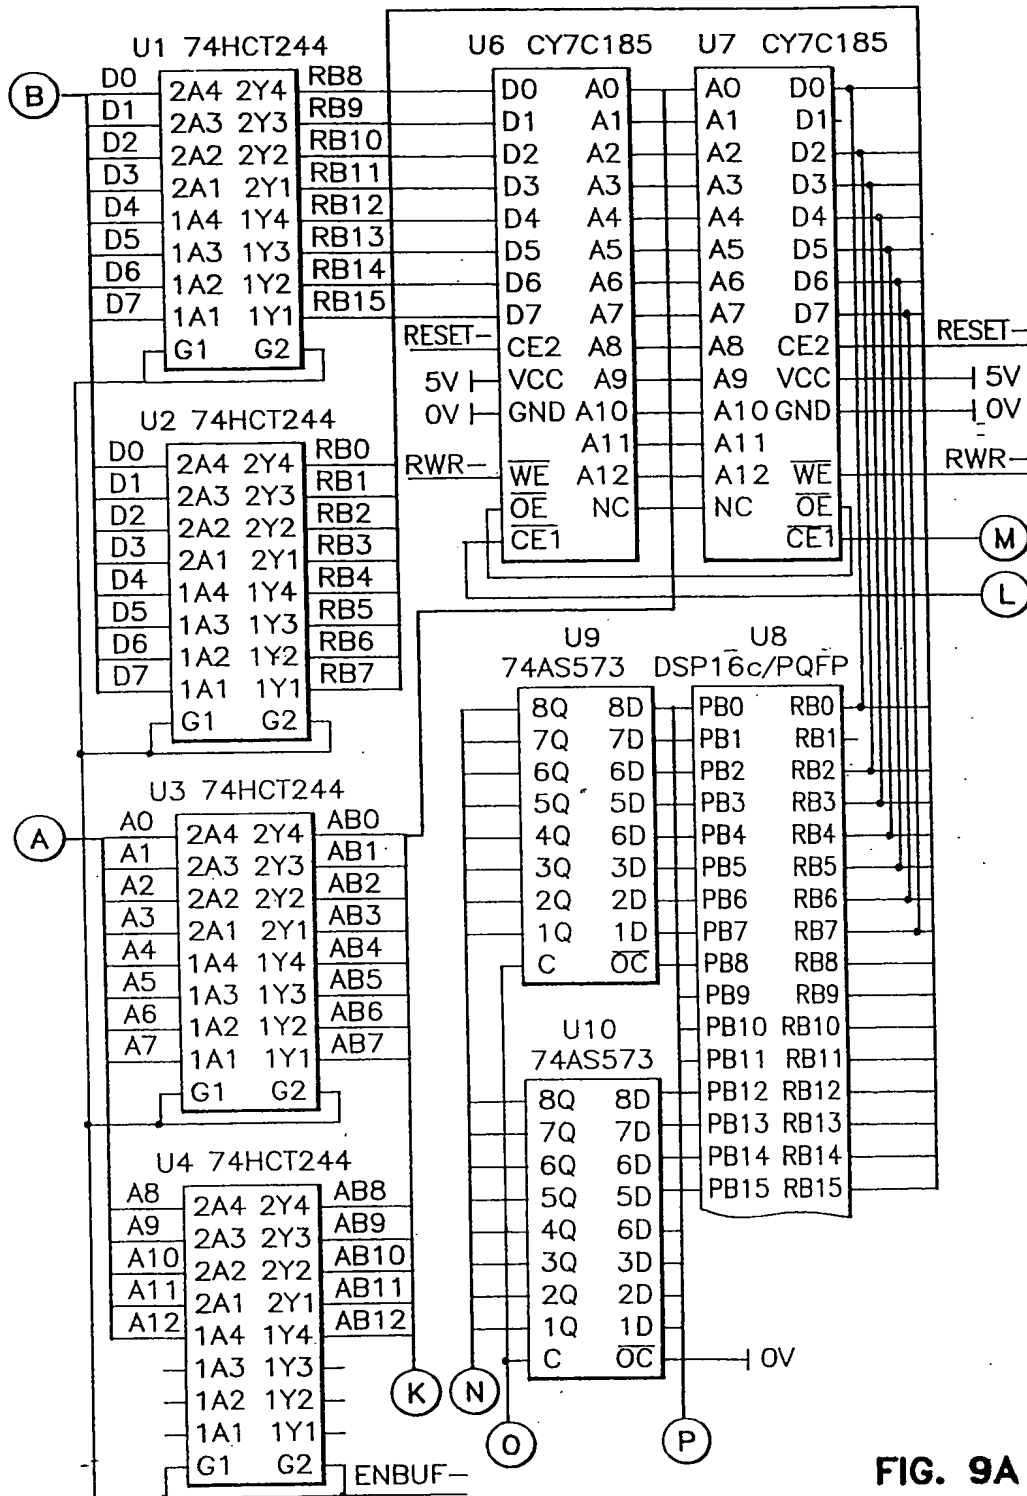 U1 74HCT244
B
D0 2A4 2Y4 RB8
D1 2A3 2Y3 RB9
D2 2A2 2Y2 RB10
D3 2A1 2Y1 RB11
D4 1A4 1Y4 RB12
D5 1A3 1Y3 RB13
D6 1A2 1Y2 RB14
D7 1A1 1Y1 RB15
G1 G2
U2 74HCT244
D0 2A4 2Y4 RB0
D1 2A3 2Y3 RB1
D2 2A2 2Y2 RB2
D3 2A1 2Y1 RB3
D4 1A4 1Y4 RB4
D5 1A3 1Y3 RB5
D6 1A2 1Y2 RB6
D7 1A1 1Y1 RB7
G1 G2
U3 74HCT244
A
A0 2A4 2Y4 AB0
A1 2A3 2Y3 AB1
A2 2A2 2Y2 AB2
A3 2A1 2Y1 AB3
A4 1A4 1Y4 AB4
A5 1A3 1Y3 AB5
A6 1A2 1Y2 AB6
A7 1A1 1Y1 AB7
G1 G2
U4 74HCT244
A8 2A4 2Y4 AB8
A9 2A3 2Y3 AB9
A10 2A2 2Y2 AB10
A11 2A1 2Y1 AB11
A12 1A4 1Y4 AB12
1A3 1Y3
1A2 1Y2
1A1 1Y1
G1 G2 ENBUF-
K
U6 CY7C185
D0 A0
D1 A1
D2 A2
D3 A3
D4 A4
D5 A5
D6 A6
D7 A7
RESET- CE2 A8
5V VCC A9
0V GND A10
A11
RWR- WE A12
OE NC
CE1
U7 CY7C185
A0 D0
A1 D1
A2 D2
A3 D3
A4 D4
A5 D5
A6 D6
A7 D7
A8 CE2 RESET-
A9 VCC 5V
A10 GND 0V
A11
A12 WE RWR-
NC OE
CE1 M
L
U9
74AS573
8Q 8D
7Q 7D
6Q 6D
5Q 5D
4Q 6D
3Q 3D
2Q 2D
1Q 1D
C OC
U8
DSP16c/PQFP
PB0 RB0
PB1 RB1
PB2 RB2
PB3 RB3
PB4 RB4
PB5 RB5
PB6 RB6
PB7 RB7
PB8 RB8
PB9 RB9
PB10 RB10
PB11 RB11
PB12 RB12
PB13 RB13
PB14 RB14
PB15 RB15
U10
74AS573
8Q 8D
7Q 7D
6Q 6D
5Q 5D
4Q 6D
3Q 3D
2Q 2D
1Q 1D
C OC 0V
N
O
P
FIG. 9A